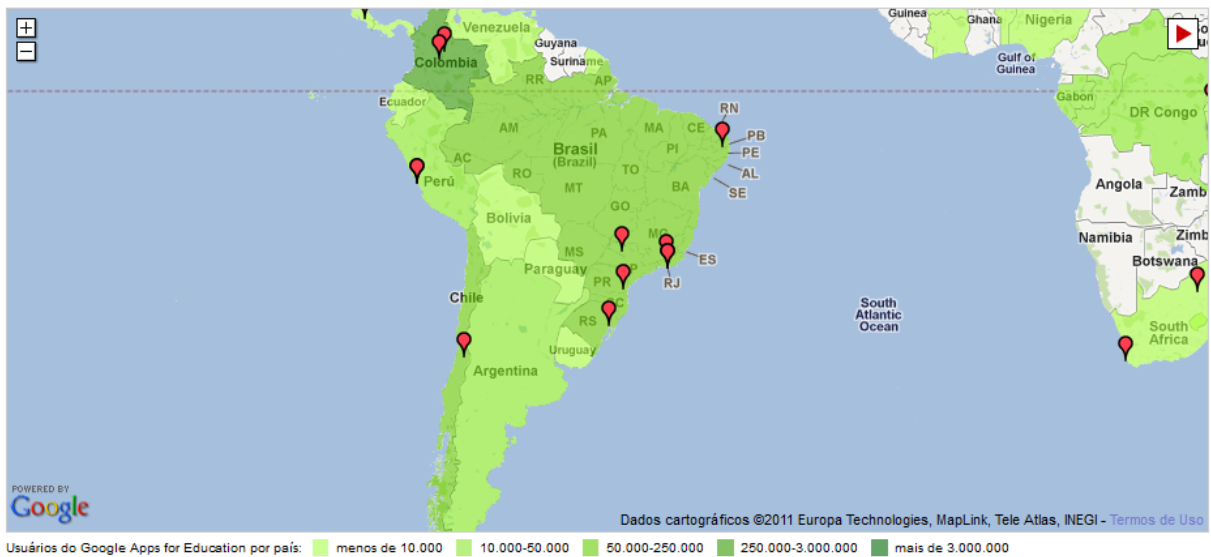 Guinea
Ghana
Nigeria
Venezuela
Guyana
Suriname
Colombia
Gulf of
Guinea
RR
AP
Ecuador
Gabon
DR Congo
RN
AM
PA
MA
CE
PB
Brasil
(Brazil)
PI
PE
AC
TO
AL
Perú
RO
MT
BA
SE
Angola
Zamb
GO
Bolivia
MG
Namibia
Zimb
MS
ES
Botswana
Paraguay
PR
RJ
Chile
South
Atlantic
Ocean
RS
South
Africa
Uruguay
Argentina
POWERED BY
Google
Dados cartográficos ©2011 Europa Technologies, MapLink, Tele Atlas, INEGI - Termos de Uso
Usuários do Google Apps for Education por país: menos de 10.000 10.000-50.000 50.000-250.000 250.000-3.000.000 mais de 3.000.000